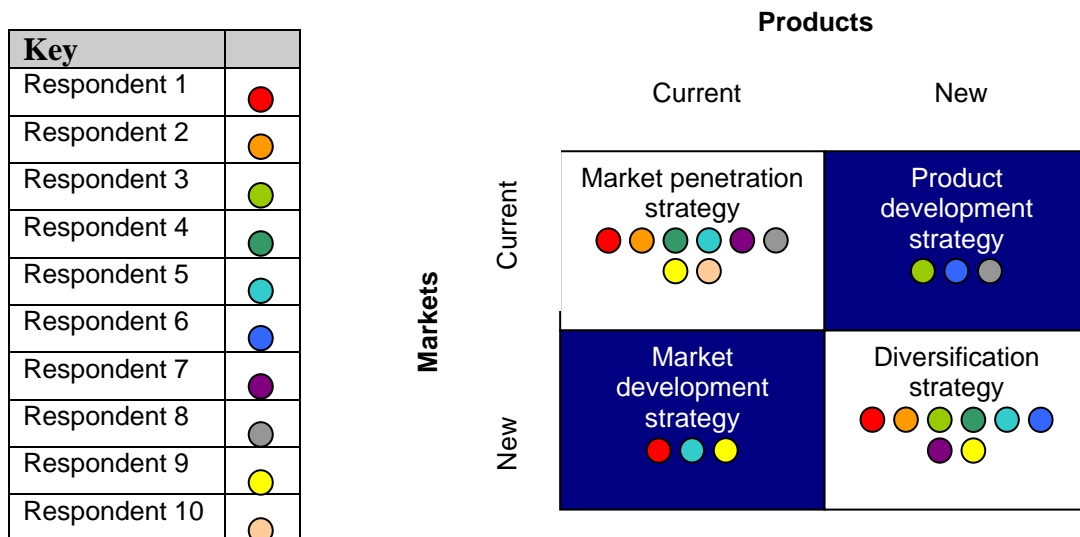 Key
Respondent 1
Respondent 2
Respondent 3
Respondent 4
Respondent 5
Respondent 6
Respondent 7
Respondent 8
Respondent 9
Respondent 10
Products
Current
New
Markets
Current
New
Market penetration
strategy
Product
development
strategy
Market
development
strategy
Diversification
strategy